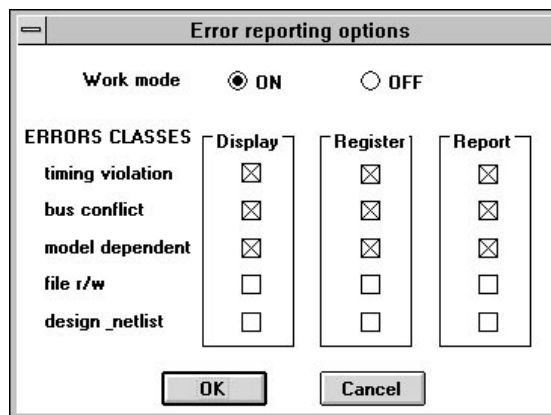 Error reporting options
Work mode ON OFF
ERRORS CLASSES Display Register Report
timing violation
bus conflict
model dependent
file r/w
design _netlist
OK Cancel